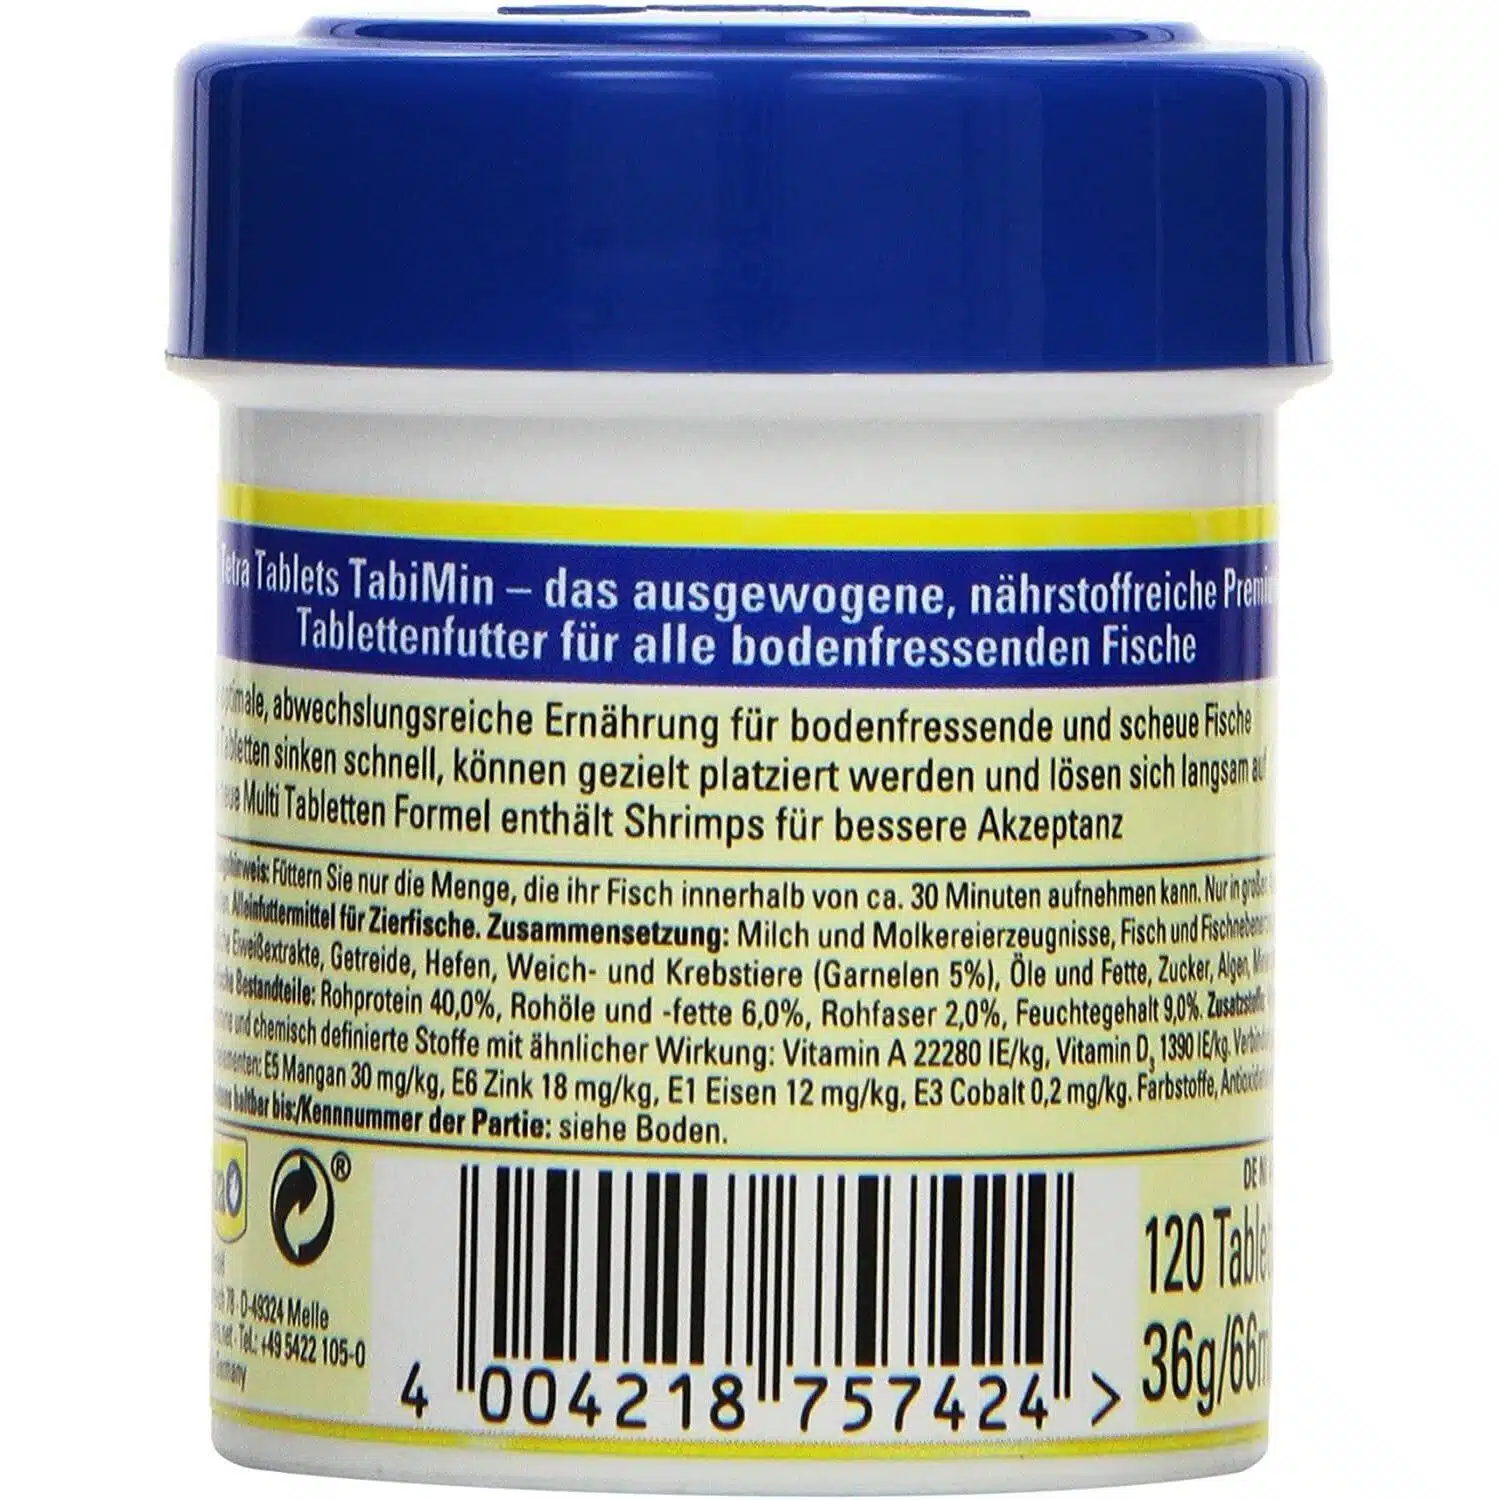 Tetra Tablets TabiMin – das ausgewogene, nährstoffreiche
Tablettenfutter für alle bodenfressenden Fische
abwechslungsreiche Ernährung für bodenfressende und scheue Fische
sinken schnell, können gezielt platziert werden und lösen sich langsam auf
Multi Tabletten Formel enthält Shrimps für bessere Akzeptanz
Füttern Sie nur die Menge, die ihr Fisch innerhalb von ca. 30 Minuten aufnehmen kann. Nur in
Alleinfuttermittel für Zierfische. Zusammensetzung: Milch und Molkereierzeugnisse, Fisch und
Eiweißextrakte, Getreide, Hefen, Weich- und Krebstiere (Garnelen 5%), Öle und Fette, Zucker, Algen,
Bestandteile: Rohprotein 40,0%, Rohöle und -fette 6,0%, Rohfaser 2,0%, Feuchtegehalt 9,0%.
und chemisch definierte Stoffe mit ähnlicher Wirkung: Vitamin A 22280 IE/kg, Vitamin D3 1390 IE/kg.
E5 Mangan 30 mg/kg, E6 Zink 18 mg/kg, E1 Eisen 12 mg/kg, E3 Cobalt 0,2 mg/kg. Farbstoffe,
haltbar bis:/Kennnummer der Partie: siehe Boden.
®
DE
120
36g/66m
78 · D-49324 Melle
Tel.: +49 5422 105-0
4 004218 757424 >